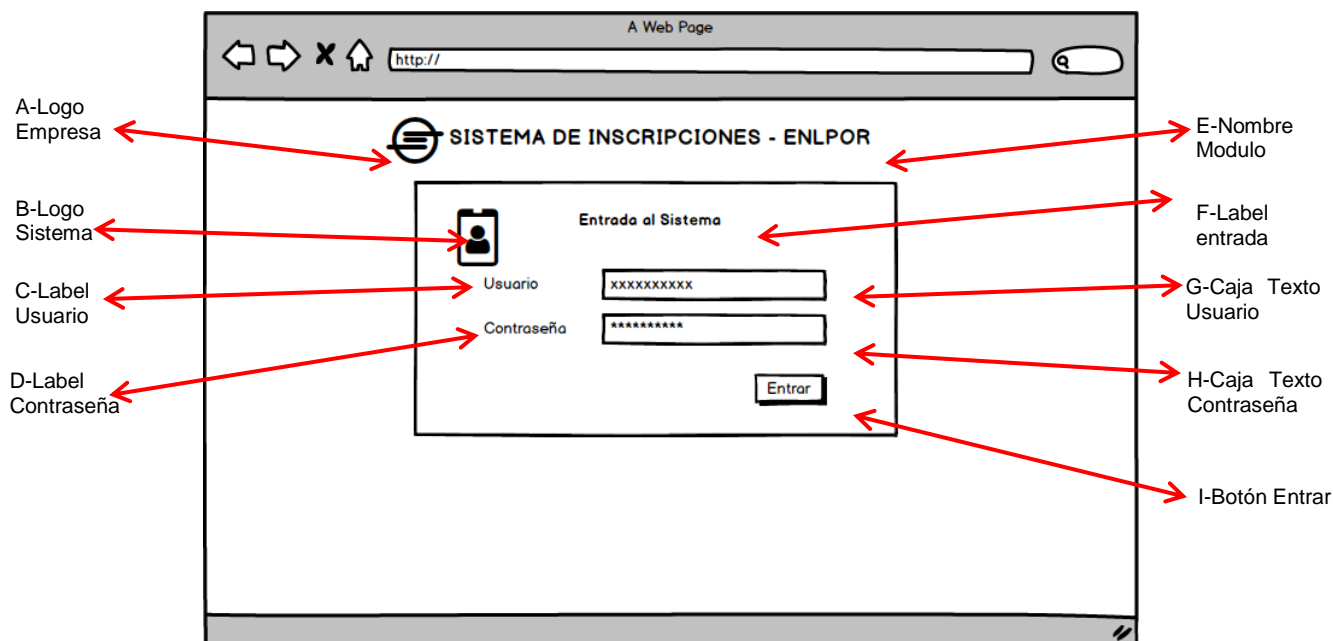 A Web Page
http://
A-Logo
Empresa
SISTEMA DE INSCRIPCIONES - ENLPOR
E-Nombre
Modulo
B-Logo
Sistema
Entrada al Sistema
F-Label
entrada
C-Label
Usuario
Usuario
xxxxxxxxxx
G-Caja Texto
Usuario
Contraseña
**********
D-Label
Contraseña
H-Caja Texto
Contraseña
Entrar
I-Botón Entrar